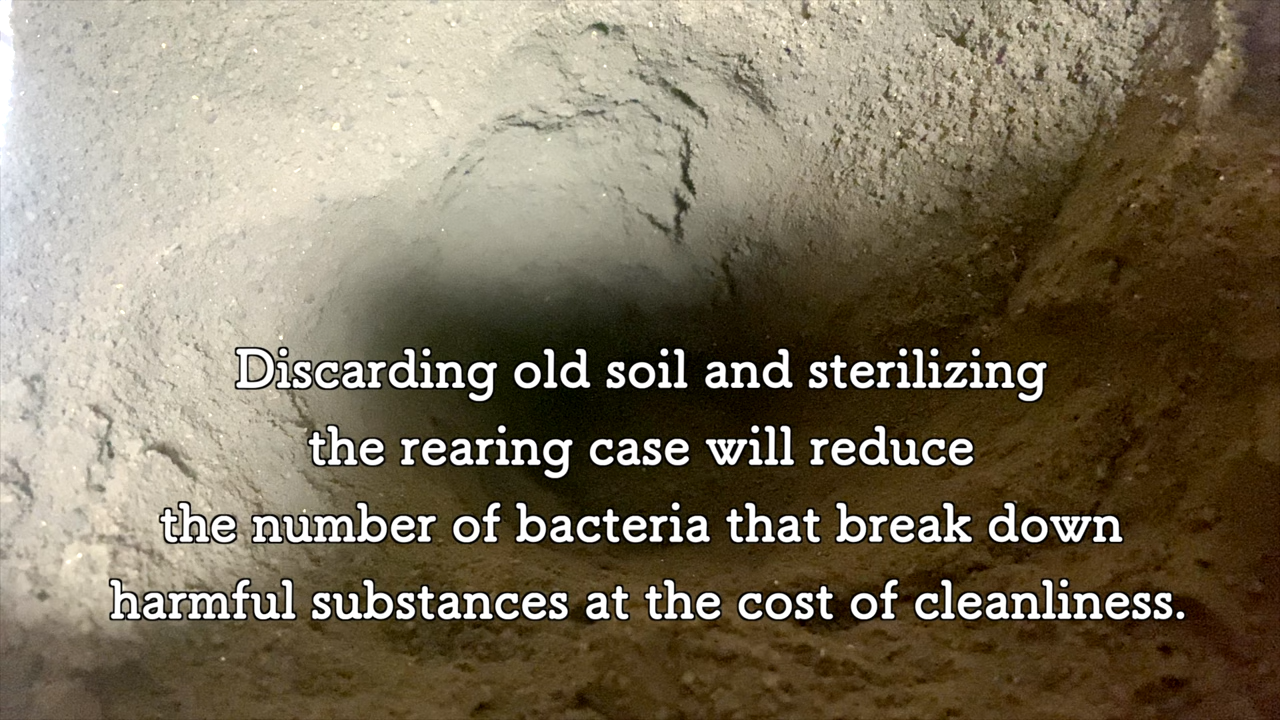 Discarding old soil and sterilizing
the rearing case will reduce
the number of bacteria that break down
harmful substances at the cost of cleanliness.